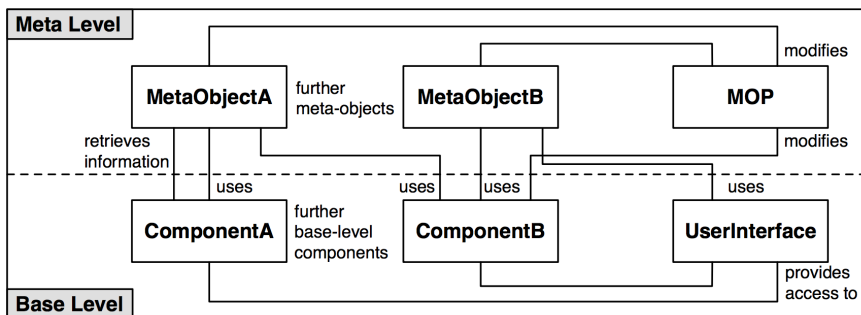 Meta Level
modifies
MetaObjectA
further
meta-objects
MetaObjectB
MOP
retrieves
information
modifies
uses
uses
uses
uses
ComponentA
further
base-level
components
ComponentB
UserInterface
provides
access to
Base Level